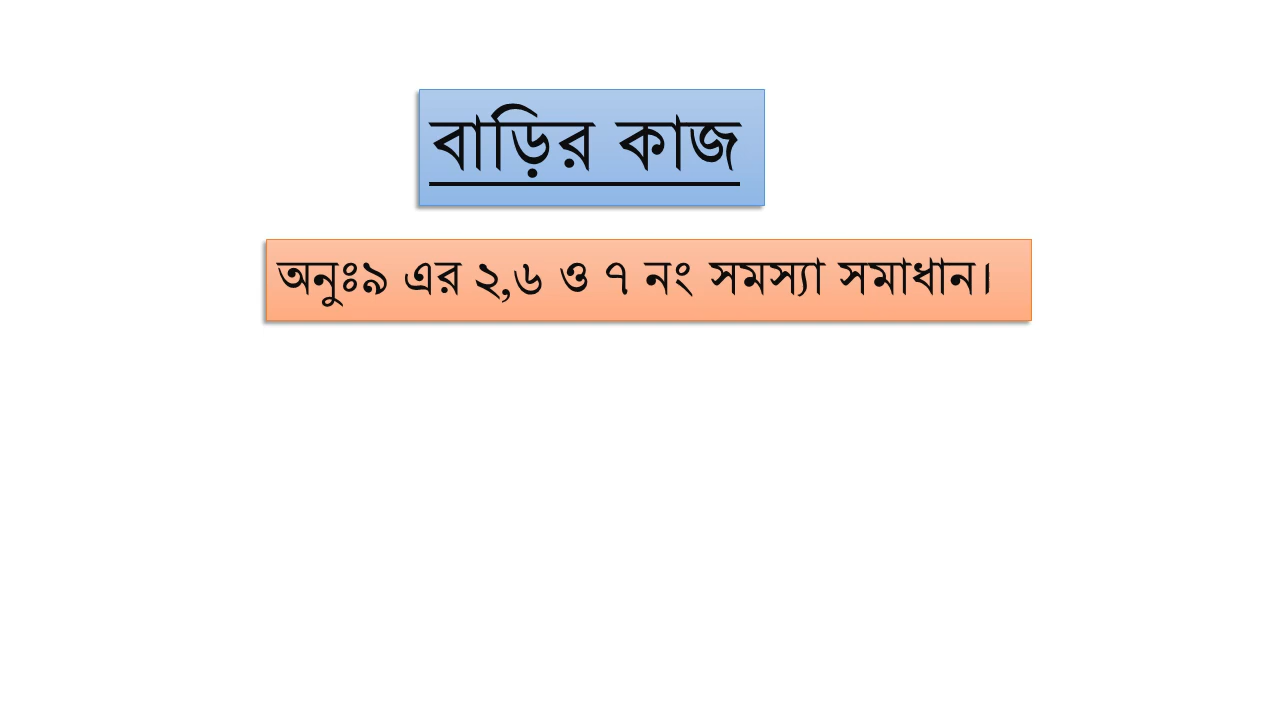 বাড়ির কাজ
অনুঃ৯ এর ২,৬ ও ৭ নং সমস্যা সমাধান।